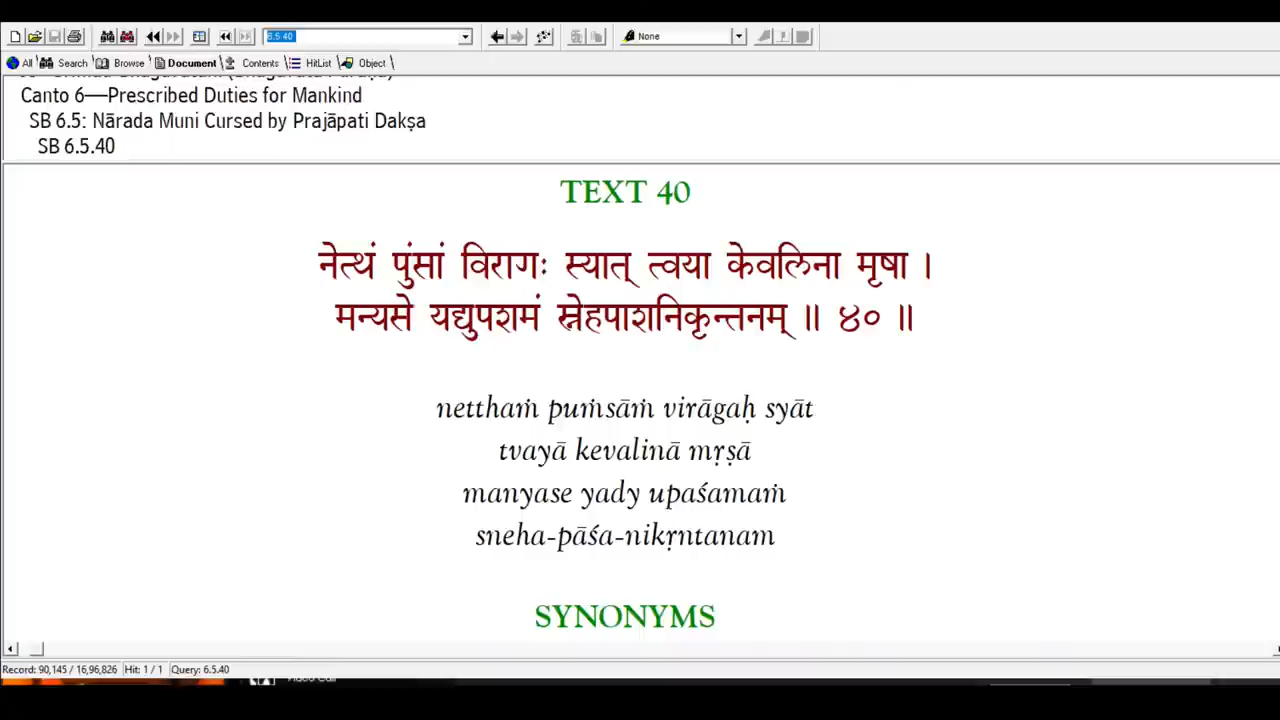 6.5.40
None
All Search Browse Document Contents HitList Object
Canto 6—Prescribed Duties for Mankind
SB 6.5: Nārada Muni Cursed by Prajāpati Dakṣa
SB 6.5.40
TEXT 40
नेत्थं पुंसां विरागः स्यात् त्वया केवलिना मृषा ।
मन्यसे यद्युपशमं स्नेहपाशनिकृन्तनम् ॥ ४० ॥
netthaṁ puṁsāṁ virāgaḥ syāt
tvayā kevalinā mṛṣā
manyase yady upaśamaṁ
sneha-pāśa-nikṛntanam
SYNONYMS
Record: 90,145 / 16,96,826 Hit: 1 / 1 Query: 6.5.40